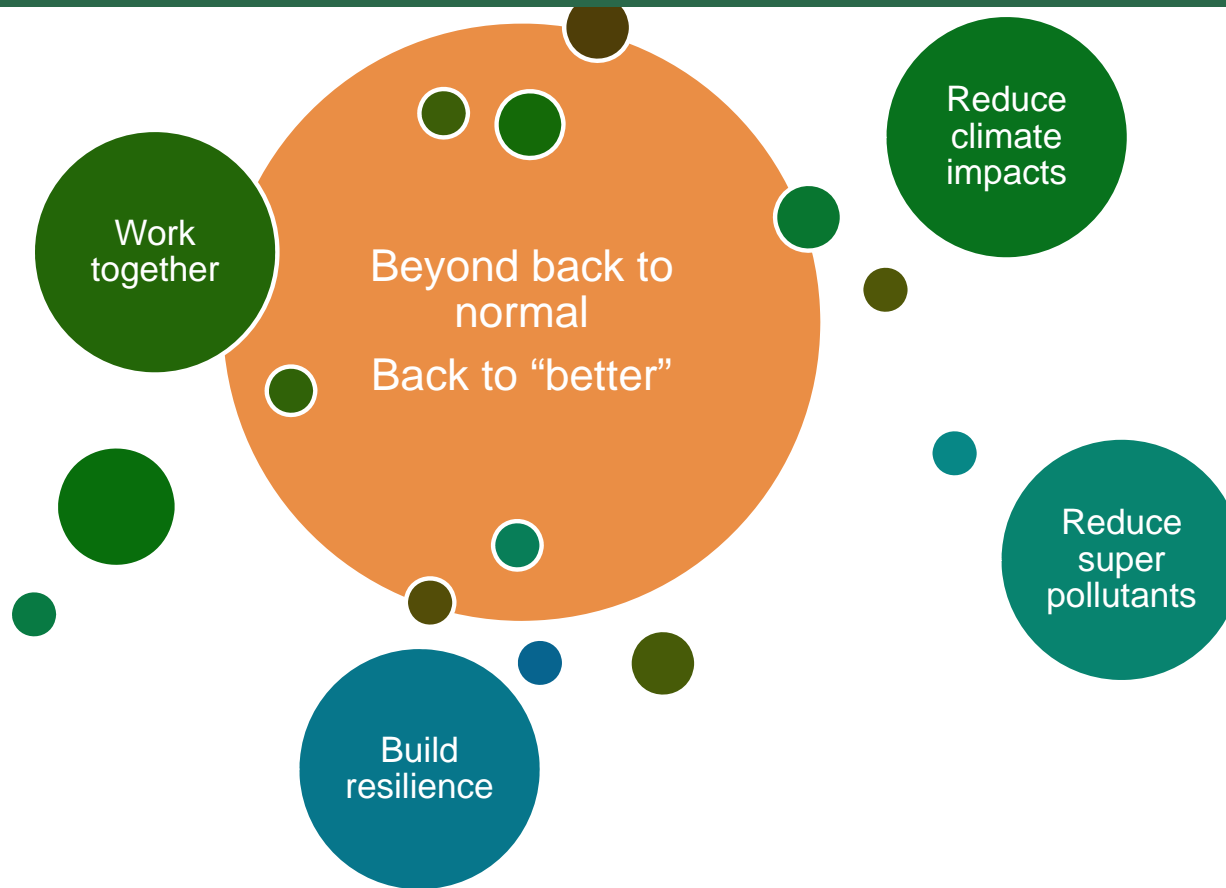 Reduce
climate
impacts
Work
together
Beyond back to
normal
Back to “better”
Reduce
super
pollutants
Build
resilience